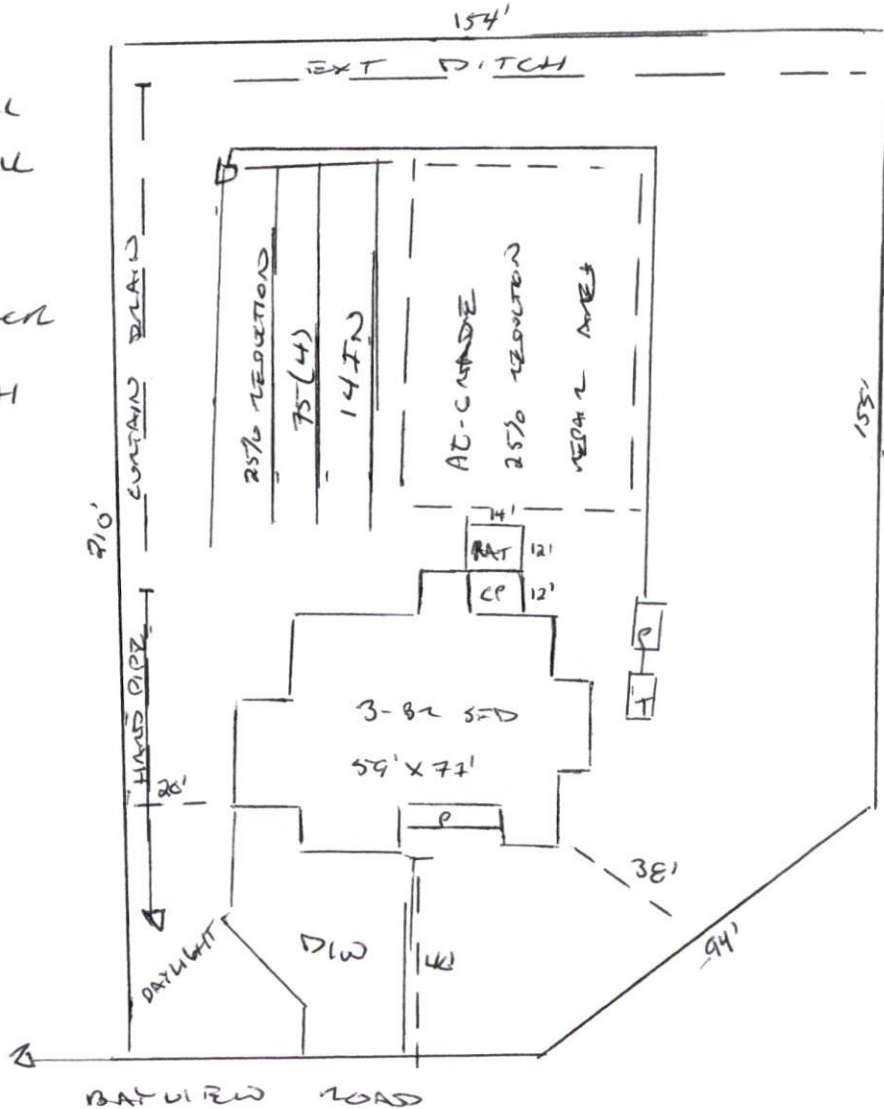 154'
EXT DITCH
CURTAIN DRAIN
210'
25% REDUCTION
75(4)
14 IN
AT-GRADE
25% REDUCTION
REPAIR AREA
155'
14'
PAT 12'
CP 12'
P
T
HARD PIPE
3-BR SFD
59' X 77'
20'
P
38'
94'
DAYLIGHT
D/W
BAYVIEW ROAD